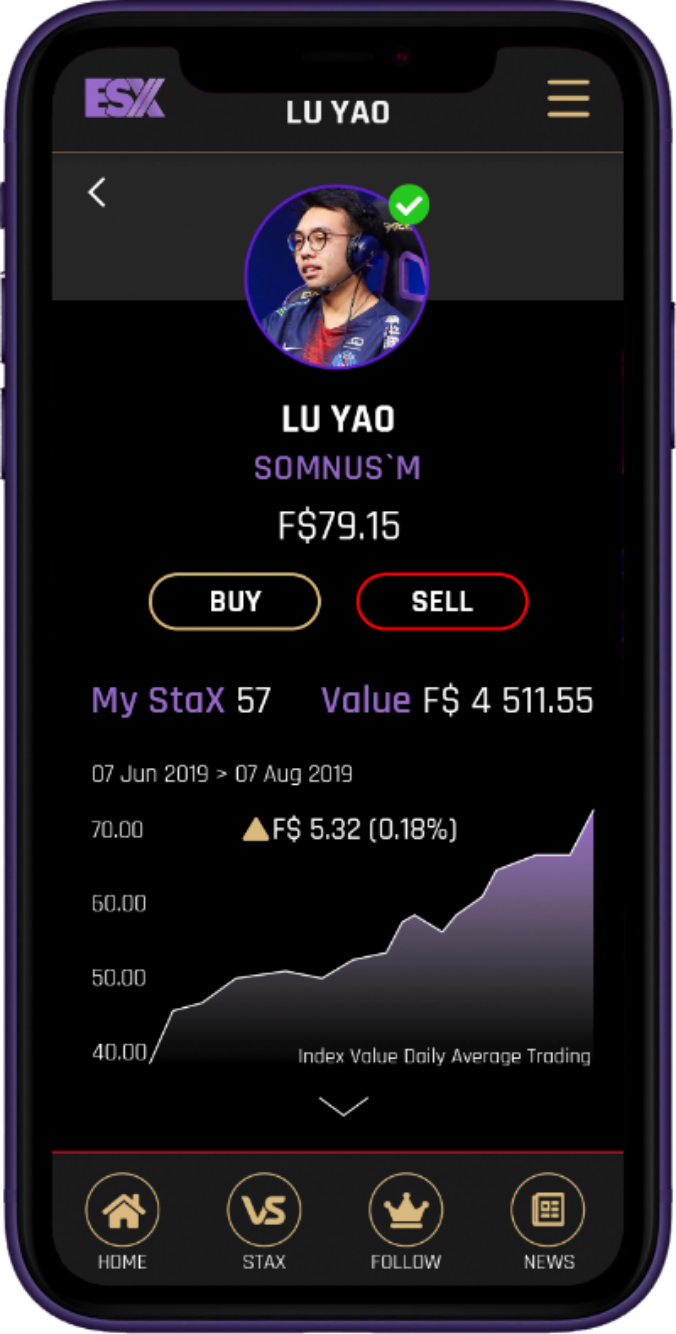 ESX
LU YAO
LU YAO
SOMNUS`M
F$79.15
BUY SELL
My StaX 57 Value F$ 4 511.55
07 Jun 2019 > 07 Aug 2019
70.00 F$ 5.32 (0.18%)
60.00
50.00
40.00 Index Value Daily Average Trading
VS
HOME STAX FOLLOW NEWS